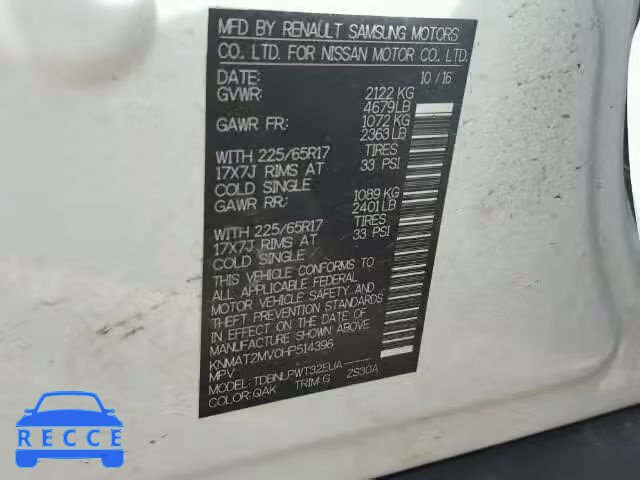 MFD BY RENAULT SAMSUNG MOTORS
CO. LTD. FOR NISSAN MOTOR CO. LTD.
DATE: 10 / 16
GVWR: 2122 KG
4679 LB
GAWR FR: 1072 KG
2363 LB
WITH 225/65R17 TIRES
17X7J RIMS AT 33 PSI
COLD SINGLE
GAWR RR: 1089 KG
2401 LB
WITH 225/65R17 TIRES
17X7J RIMS AT 33 PSI
COLD SINGLE
THIS VEHICLE CONFORMS TO
ALL APPLICABLE FEDERAL
MOTOR VEHICLE SAFETY AND
THEFT PREVENTION STANDARDS
IN EFFECT ON THE DATE OF
MANUFACTURE SHOWN ABOVE
KNMAT2MV0HP514396
MPV
MODEL: TDBNLPWT32EUA
COLOR: QAK TRIM: G ZS30A
RECCE